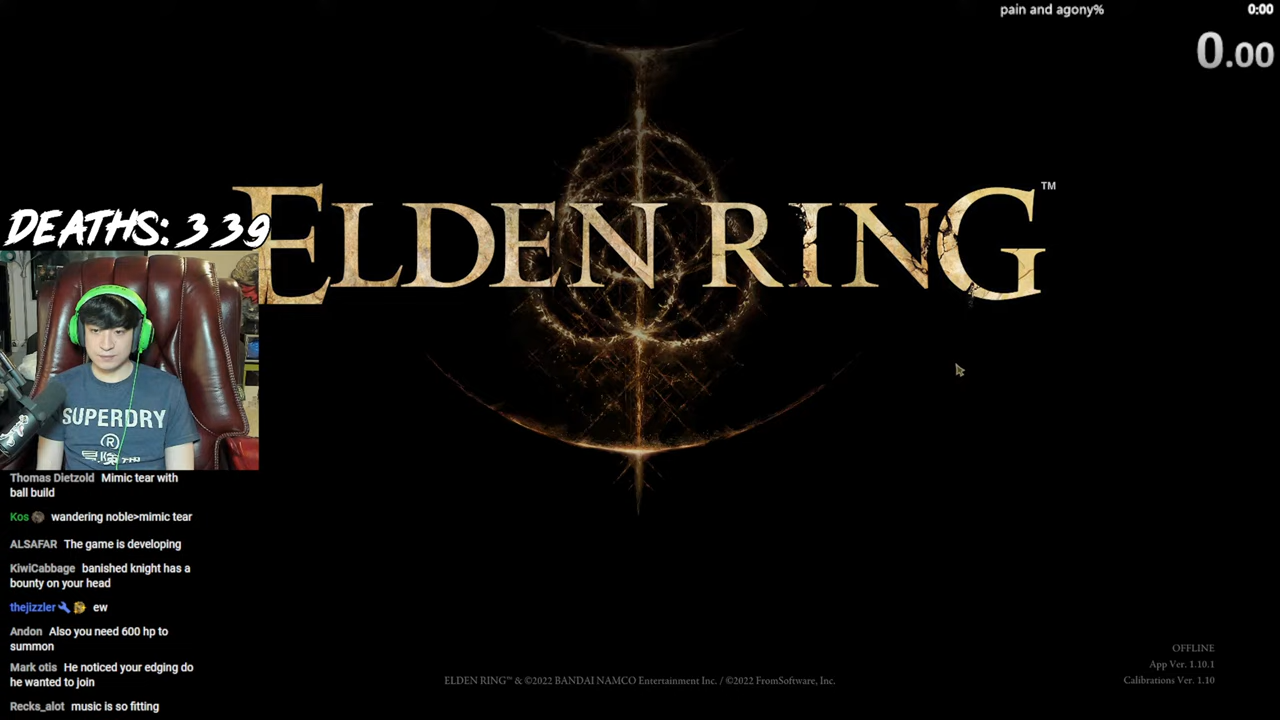 pain and agony% 0:00
0.00
ELDEN RING™
DEATHS: 339
SUPERDRY
®
Thomas Dietzold Mimic tear with
ball build
Kos wandering noble>mimic tear
ALSAFAR The game is developing
KiwiCabbage banished knight has a
bounty on your head
thejizzler ew
Andon Also you need 600 hp to
summon
Mark otis He noticed your edging do
he wanted to join
Recks_alot music is so fitting
OFFLINE
App Ver. 1.10.1
Calibrations Ver. 1.10
ELDEN RING™ & ©2022 BANDAI NAMCO Entertainment Inc. / ©2022 FromSoftware, Inc.